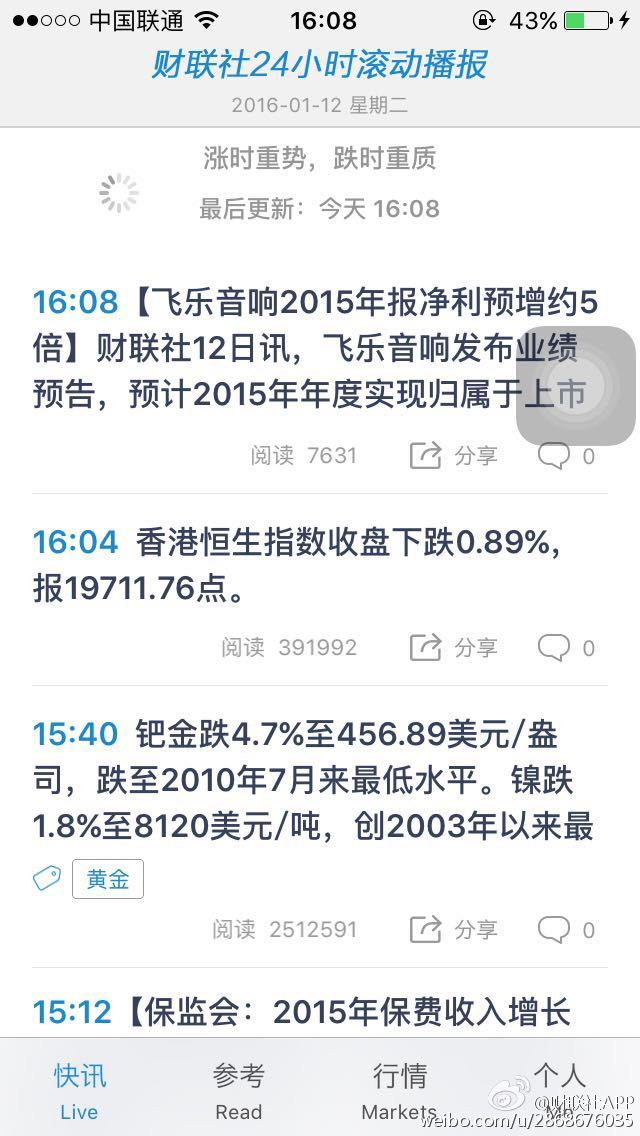 中国联通 16:08 43%
财联社24小时滚动播报
2016-01-12 星期二
涨时重势，跌时重质
最后更新：今天 16:08
16:08【飞乐音响2015年报净利预增约5
倍】财联社12日讯，飞乐音响发布业绩
预告，预计2015年年度实现归属于上市
阅读 7631 分享 0
16:04 香港恒生指数收盘下跌0.89%,
报19711.76点。
阅读 391992 分享 0
15:40 钯金跌4.7%至456.89美元/盎
司，跌至2010年7月来最低水平。镍跌
1.8%至8120美元/吨，创2003年以来最
黄金
阅读 2512591 分享 0
15:12【保监会：2015年保费收入增长
快讯 参考 行情 个人
Live Read Markets Me
@财联社APP
weibo.com/u/2868676035